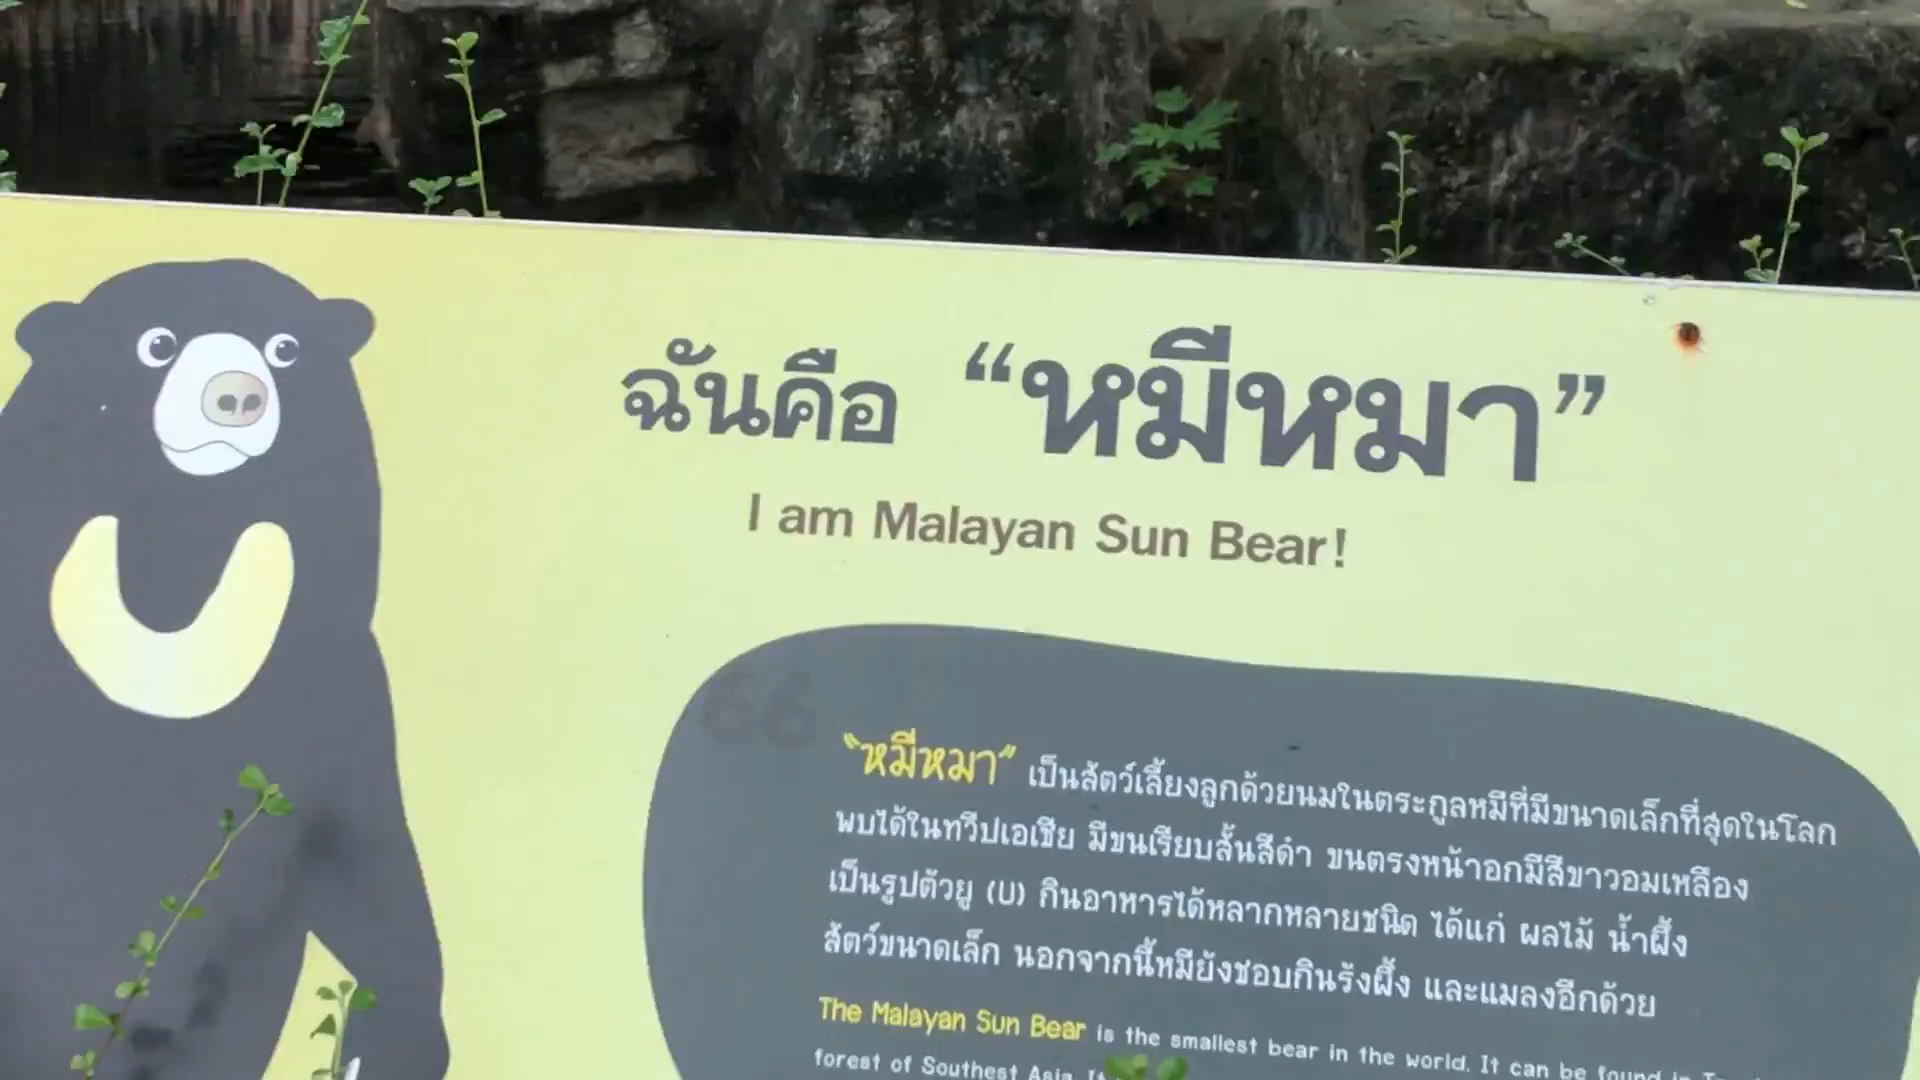 ฉันคือ “หมีหมา”
I am Malayan Sun Bear!
“หมีหมา” เป็นสัตว์เลี้ยงลูกด้วยนมในตระกูลหมีที่มีขนาดเล็กที่สุดในโลก
พบได้ในทวีปเอเชีย มีขนเรียบสั้นสีดำ ขนตรงหน้าอกมีสีขาวอมเหลือง
เป็นรูปตัวยู (U) กินอาหารได้หลากหลายชนิด ได้แก่ ผลไม้ น้ำผึ้ง
สัตว์ขนาดเล็ก นอกจากนี้หมียังชอบกินรังผึ้ง และแมลงอีกด้วย
The Malayan Sun Bear is the smallest bear in the world. It can be found in
forest of Southest Asia. It